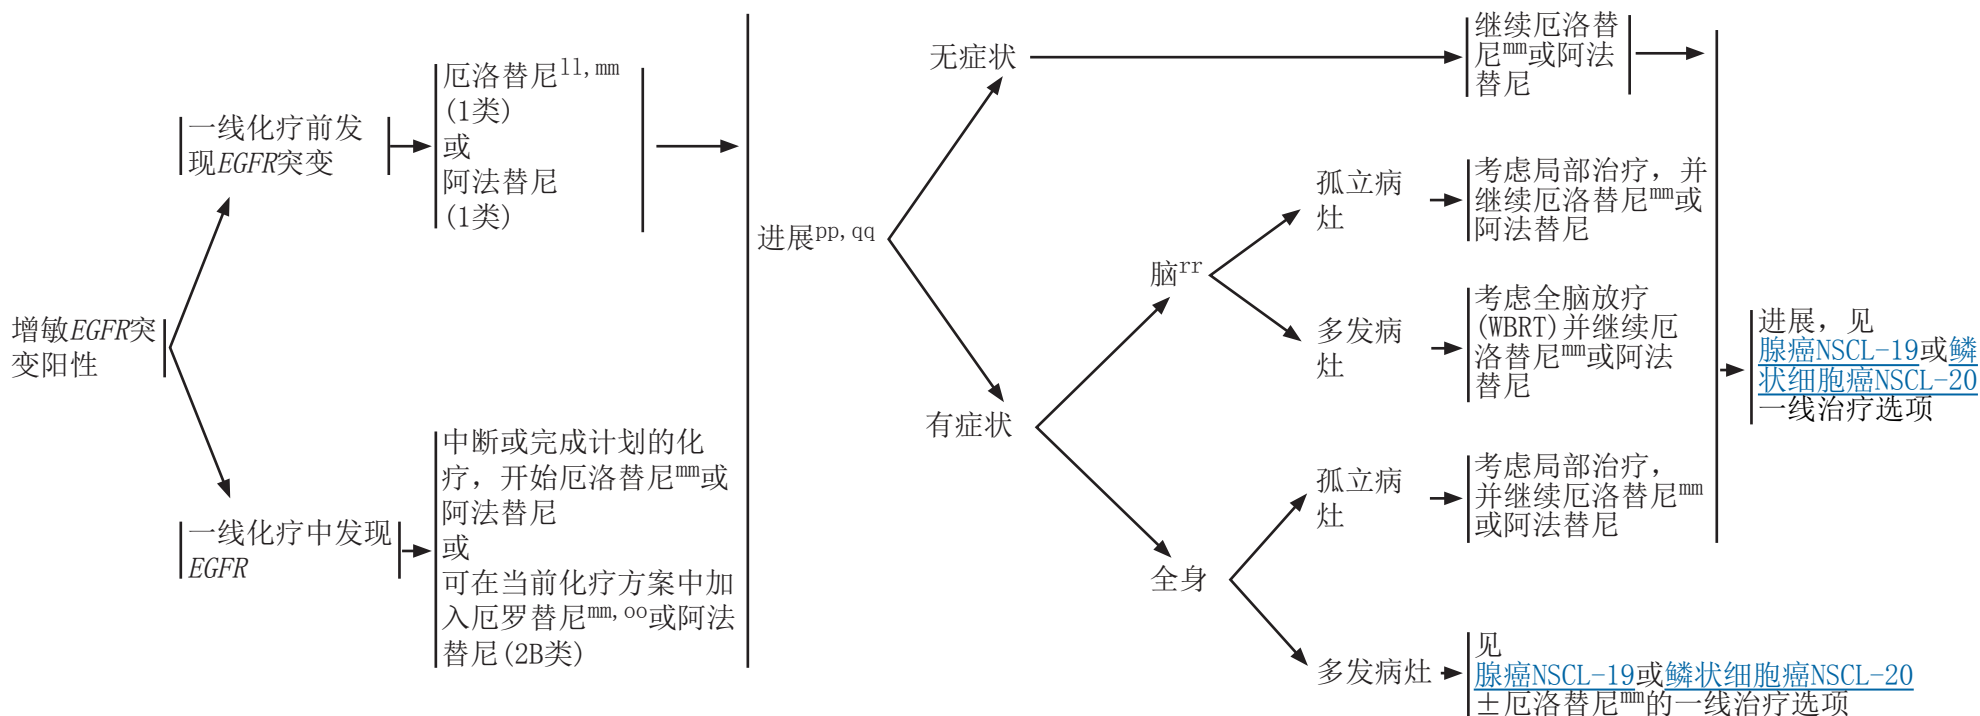 增敏EGFR突
变阳性
一线化疗前发
现EGFR突变
厄洛替尼ll,mm
(1类)
或
阿法替尼
(1类)
一线化疗中发现
EGFR
中断或完成计划的化
疗，开始厄洛替尼mm或
阿法替尼
或
可在当前化疗方案中加
入厄罗替尼mm,oo或阿法
替尼(2B类)
进展pp,qq
无症状
继续厄洛替
尼mm或阿法
替尼
有症状
脑rr
孤立病
灶
考虑局部治疗，并
继续厄洛替尼mm或
阿法替尼
多发病
灶
考虑全脑放疗
(WBRT)并继续厄
洛替尼mm或阿法
替尼
全身
孤立病
灶
考虑局部治疗，
并继续厄洛替尼mm
或阿法替尼
多发病灶
见
腺癌NSCL-19或鳞状细胞癌NSCL-20
±厄洛替尼mm的一线治疗选项
进展，见
腺癌NSCL-19或鳞
状细胞癌NSCL-20
一线治疗选项